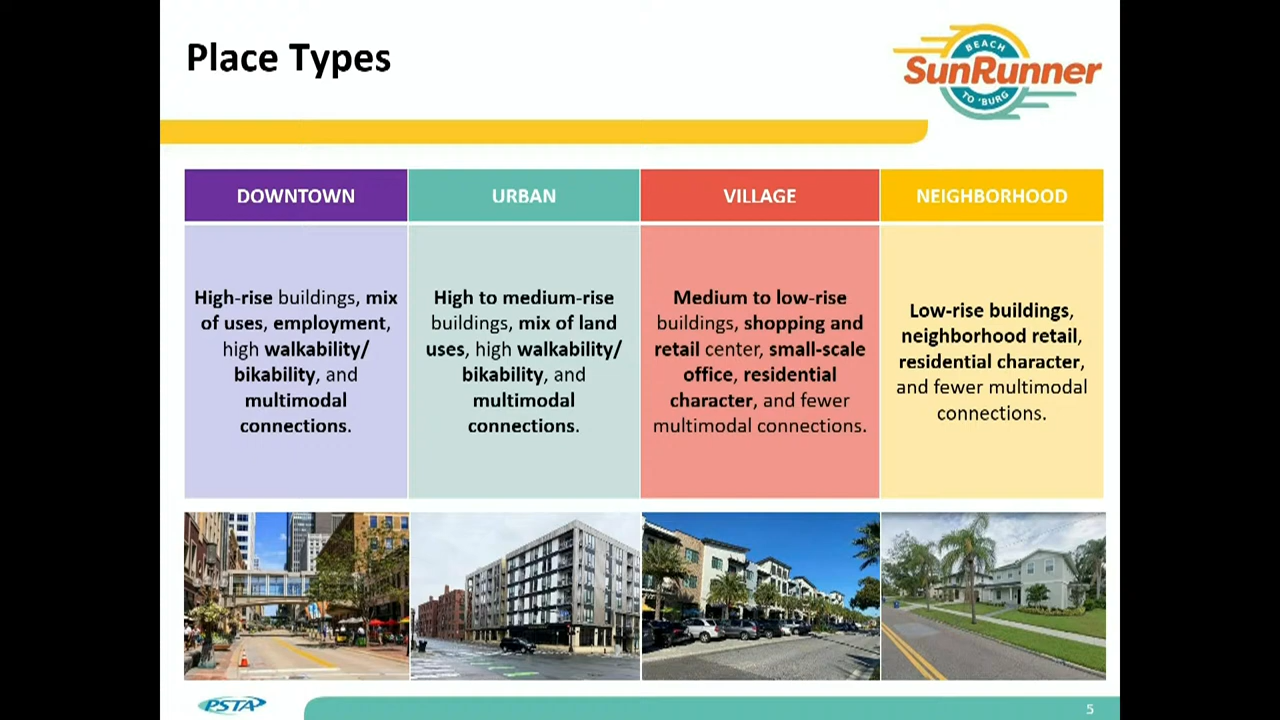 Place Types
BEACH
SunRunner
TO 'BURG
DOWNTOWN
High-rise buildings, mix
of uses, employment,
high walkability/
bikability, and
multimodal
connections.
URBAN
High to medium-rise
buildings, mix of land
uses, high walkability/
bikability, and
multimodal
connections.
VILLAGE
Medium to low-rise
buildings, shopping and
retail center, small-scale
office, residential
character, and fewer
multimodal connections.
NEIGHBORHOOD
Low-rise buildings,
neighborhood retail,
residential character,
and fewer multimodal
connections.
PSTA
5